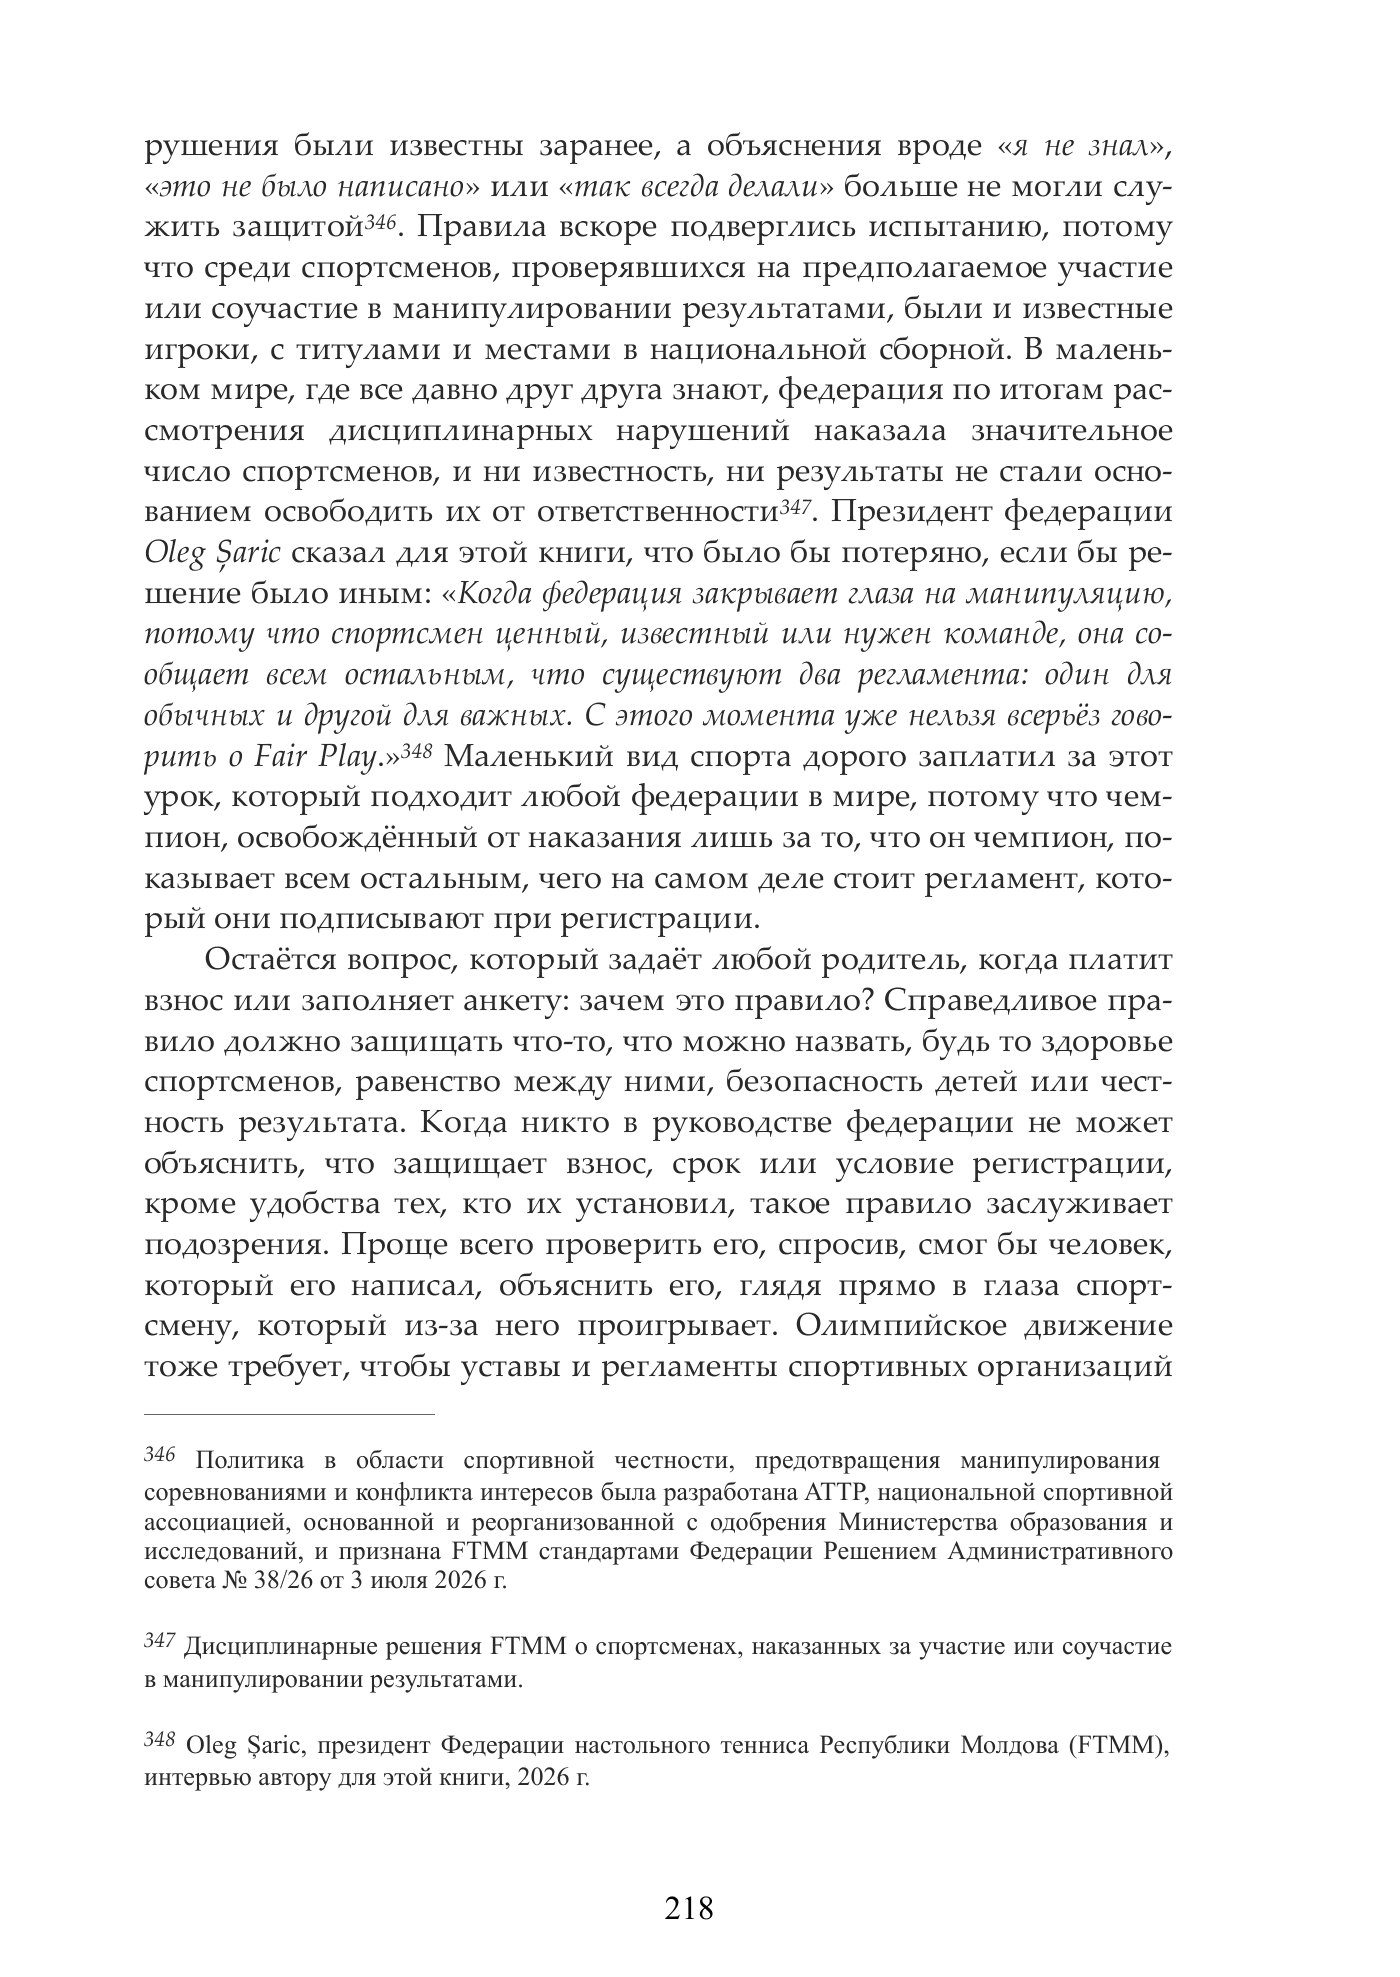 рушения были известны заранее, а объяснения вроде «я не знал»,
«это не было написано» или «так всегда делали» больше не могли слу-
жить защитой346. Правила вскоре подверглись испытанию, потому
что среди спортсменов, проверявшихся на предполагаемое участие
или соучастие в манипулировании результатами, были и известные
игроки, с титулами и местами в национальной сборной. В малень-
ком мире, где все давно друг друга знают, федерация по итогам рас-
смотрения дисциплинарных нарушений наказала значительное
число спортсменов, и ни известность, ни результаты не стали осно-
ванием освободить их от ответственности347. Президент федерации
Oleg Șaric сказал для этой книги, что было бы потеряно, если бы ре-
шение было иным: «Когда федерация закрывает глаза на манипуляцию,
потому что спортсмен ценный, известный или нужен команде, она со-
общает всем остальным, что существуют два регламента: один для
обычных и другой для важных. С этого момента уже нельзя всерьёз гово-
рить о Fair Play.»348 Маленький вид спорта дорого заплатил за этот
урок, который подходит любой федерации в мире, потому что чем-
пион, освобождённый от наказания лишь за то, что он чемпион, по-
казывает всем остальным, чего на самом деле стоит регламент, кото-
рый они подписывают при регистрации.
Остаётся вопрос, который задаёт любой родитель, когда платит
взнос или заполняет анкету: зачем это правило? Справедливое пра-
вило должно защищать что-то, что можно назвать, будь то здоровье
спортсменов, равенство между ними, безопасность детей или чест-
ность результата. Когда никто в руководстве федерации не может
объяснить, что защищает взнос, срок или условие регистрации,
кроме удобства тех, кто их установил, такое правило заслуживает
подозрения. Проще всего проверить его, спросив, смог бы человек,
который его написал, объяснить его, глядя прямо в глаза спорт-
смену, который из-за него проигрывает. Олимпийское движение
тоже требует, чтобы уставы и регламенты спортивных организаций
346 Политика в области спортивной честности, предотвращения манипулирования
соревнованиями и конфликта интересов была разработана ATTP, национальной спортивной
ассоциацией, основанной и реорганизованной с одобрения Министерства образования и
исследований, и признана FTMM стандартами Федерации Решением Административного
совета № 38/26 от 3 июля 2026 г.
347 Дисциплинарные решения FTMM о спортсменах, наказанных за участие или соучастие
в манипулировании результатами.
348 Oleg Șaric, президент Федерации настольного тенниса Республики Молдова (FTMM),
интервью автору для этой книги, 2026 г.
218